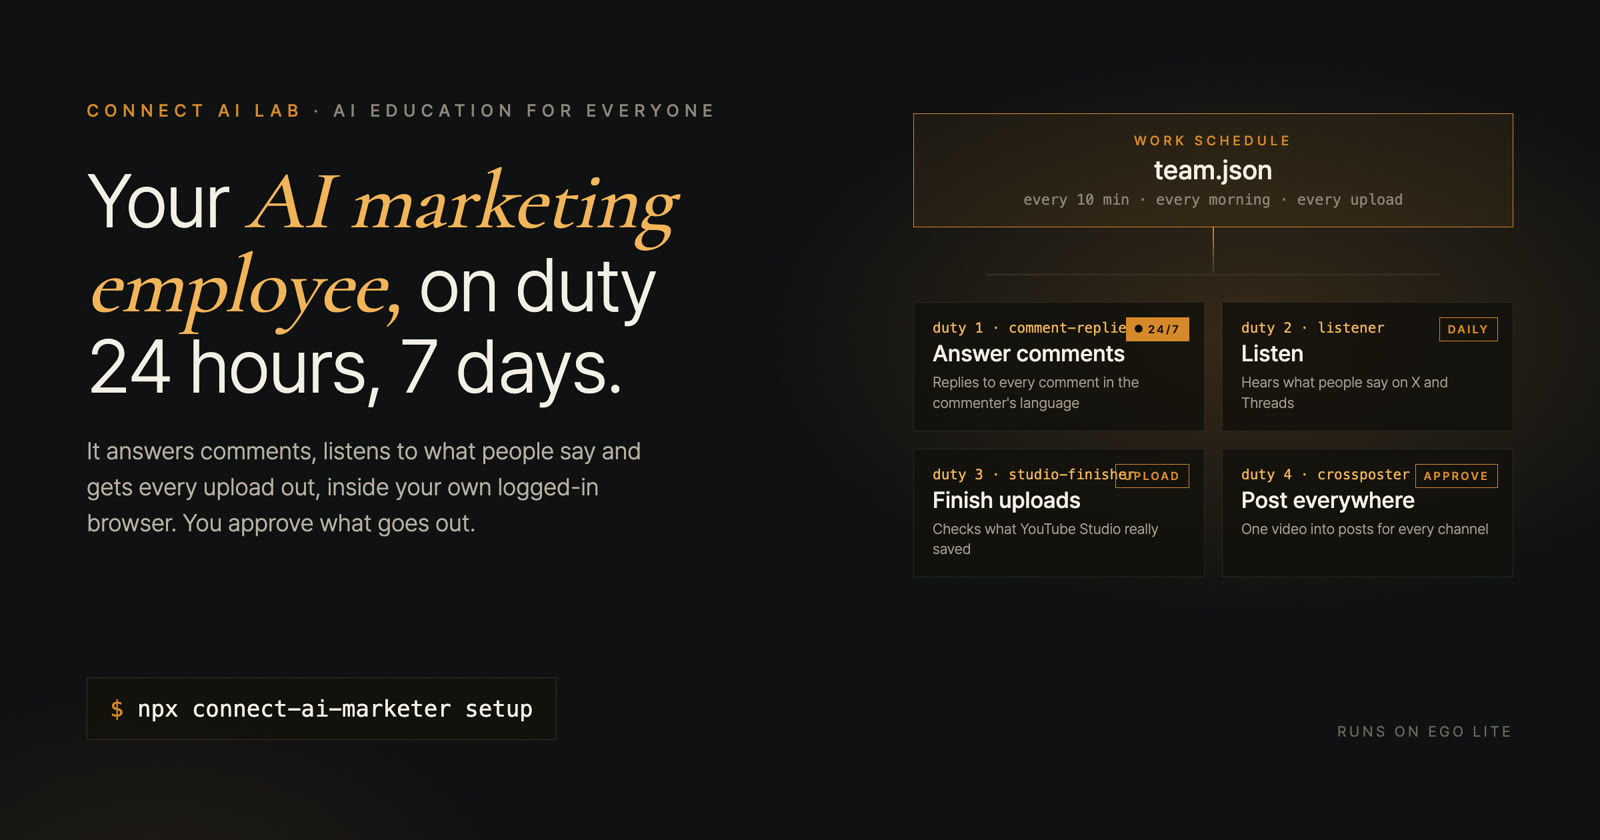 CONNECT AI LAB · AI EDUCATION FOR EVERYONE
Your AI marketing
employee, on duty
24 hours, 7 days.
It answers comments, listens to what people say and
gets every upload out, inside your own logged-in
browser. You approve what goes out.
$ npx connect-ai-marketer setup
WORK SCHEDULE
team.json
every 10 min · every morning · every upload
duty 1 · comment-replie
24/7
Answer comments
Replies to every comment in the
commenter's language
duty 2 · listener
DAILY
Listen
Hears what people say on X and
Threads
duty 3 · studio-finisher
UPLOAD
Finish uploads
Checks what YouTube Studio really
saved
duty 4 · crossposter
APPROVE
Post everywhere
One video into posts for every channel
RUNS ON EGO LITE